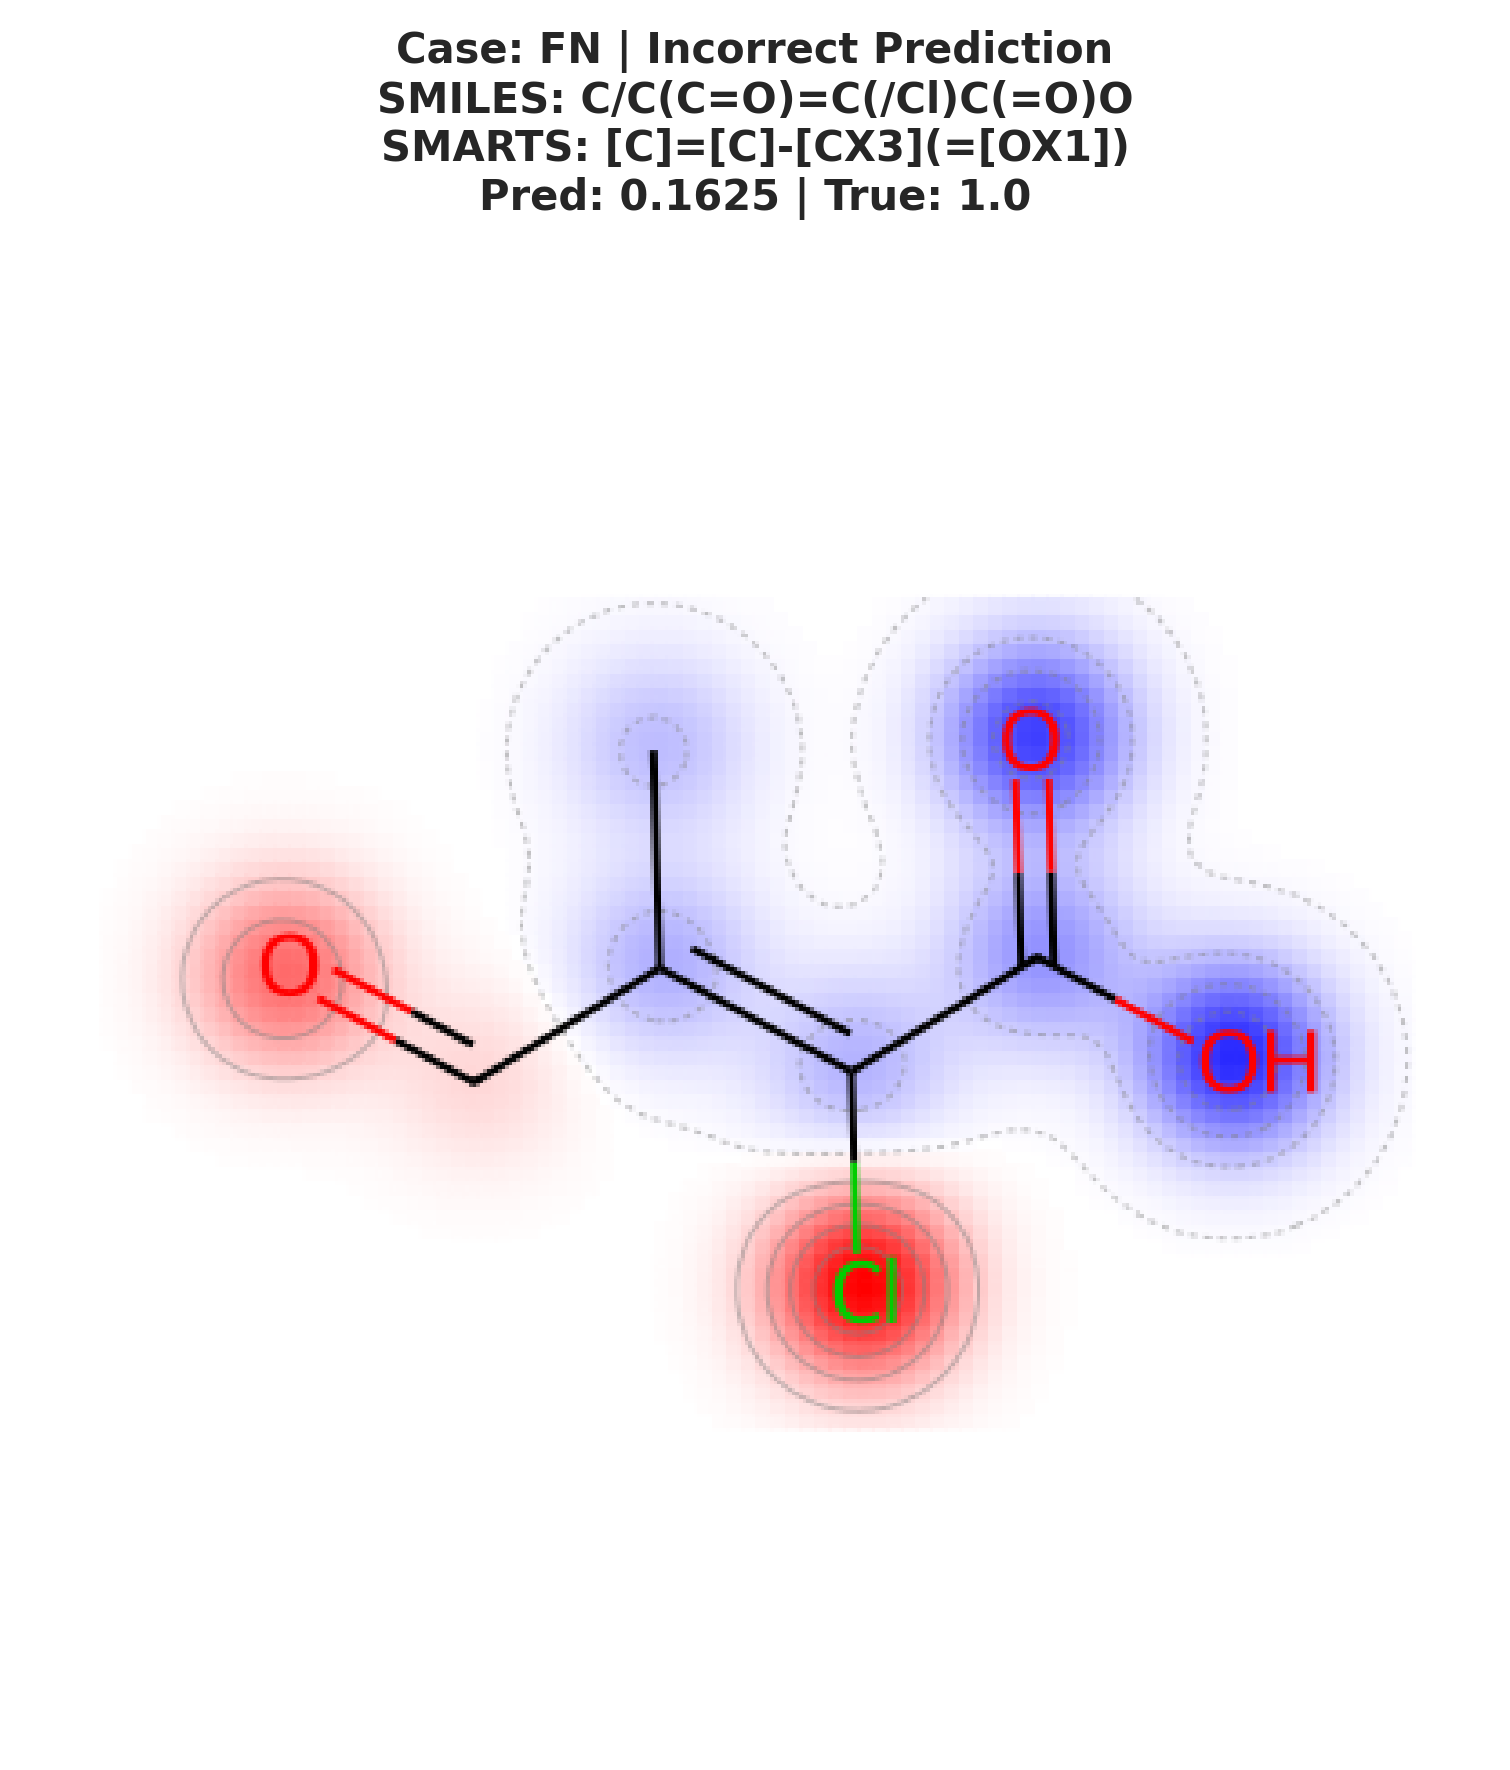 Case: FN | Incorrect Prediction
SMILES: C/C(C=O)=C(/Cl)C(=O)O
SMARTS: [C]=[C]-[CX3](=[OX1])
Pred: 0.1625 | True: 1.0
O
O
OH
Cl